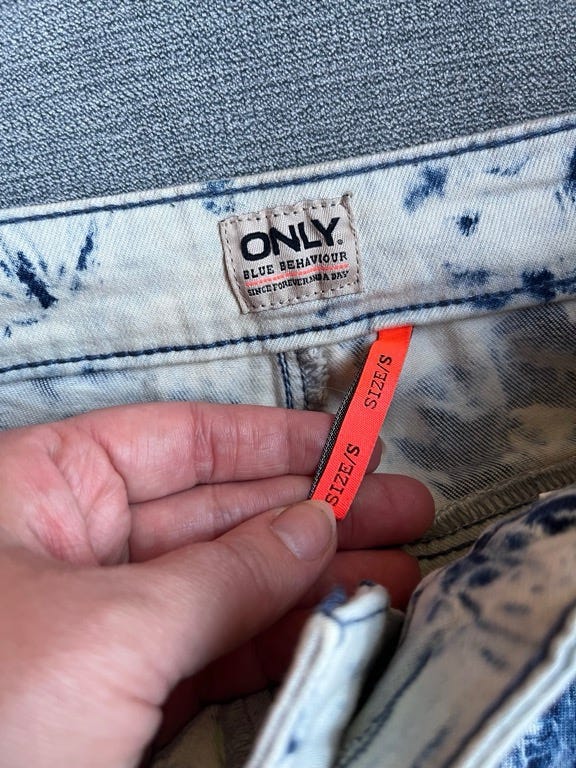 ONLY.
BLUE BEHAVIOUR
SINCE FOREVER AND A DAY
SIZE/S
SIZE/S